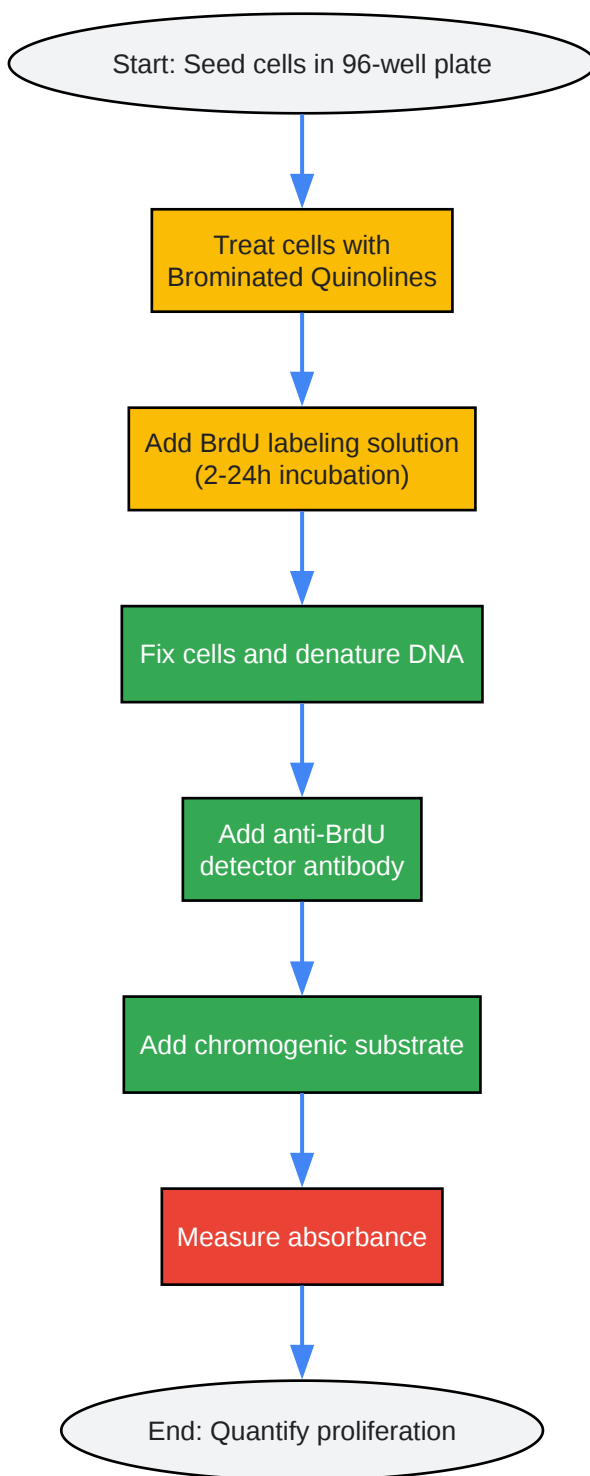 Start: Seed cells in 96-well plate
Treat cells with
Brominated Quinolines
Add BrdU labeling solution
(2-24h incubation)
Fix cells and denature DNA
Add anti-BrdU
detector antibody
Add chromogenic substrate
Measure absorbance
End: Quantify proliferation